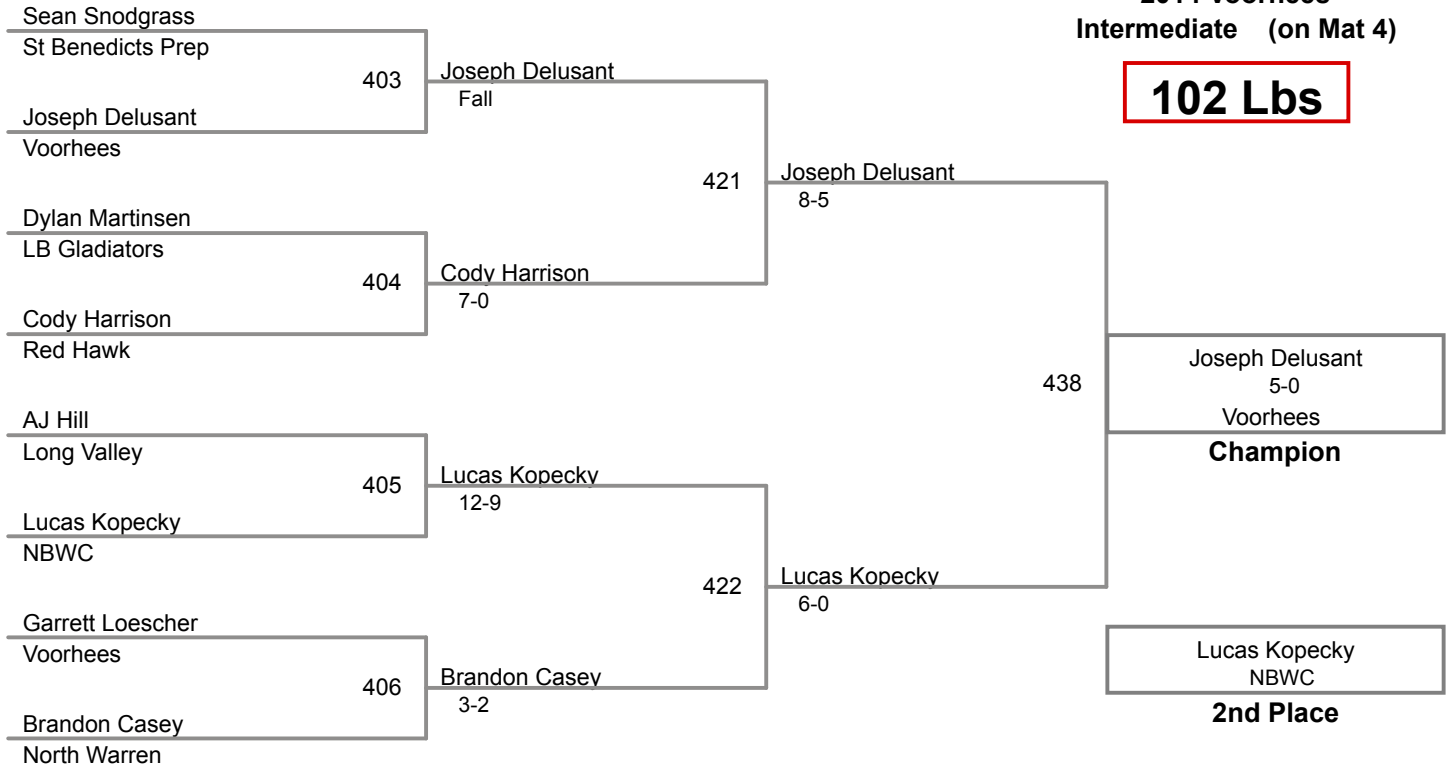 2014 Voorhees
Intermediate (on Mat 4)
102 Lbs
Sean Snodgrass
St Benedicts Prep
403
Joseph Delusant
Fall
Joseph Delusant
Voorhees
421
Joseph Delusant
8-5
Dylan Martinsen
LB Gladiators
404
Cody Harrison
7-0
Cody Harrison
Red Hawk
438
Joseph Delusant
5-0
Voorhees
Champion
AJ Hill
Long Valley
405
Lucas Kopecky
12-9
Lucas Kopecky
NBWC
422
Lucas Kopecky
6-0
Garrett Loescher
Voorhees
406
Brandon Casey
3-2
Brandon Casey
North Warren
Lucas Kopecky
NBWC
2nd Place